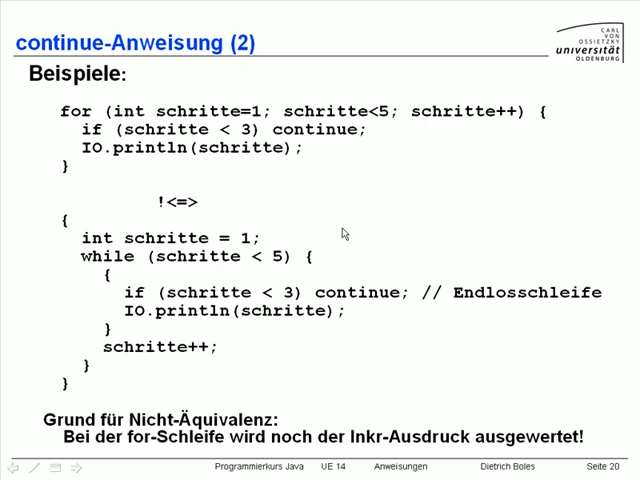 continue-Anweisung (2)
CARL
VON
OSSIETZKY
universität
OLDENBURG
Beispiele:
for (int schritte=1; schritte<5; schritte++) {
if (schritte < 3) continue;
IO.println(schritte);
}
!<=>
{
int schritte = 1;
while (schritte < 5) {
{
if (schritte < 3) continue; // Endlosschleife
IO.println(schritte);
}
schritte++;
}
}
Grund für Nicht-Äquivalenz:
Bei der for-Schleife wird noch der Inkr-Ausdruck ausgewertet!
Programmierkurs Java UE 14 Anweisungen Dietrich Boles Seite 20